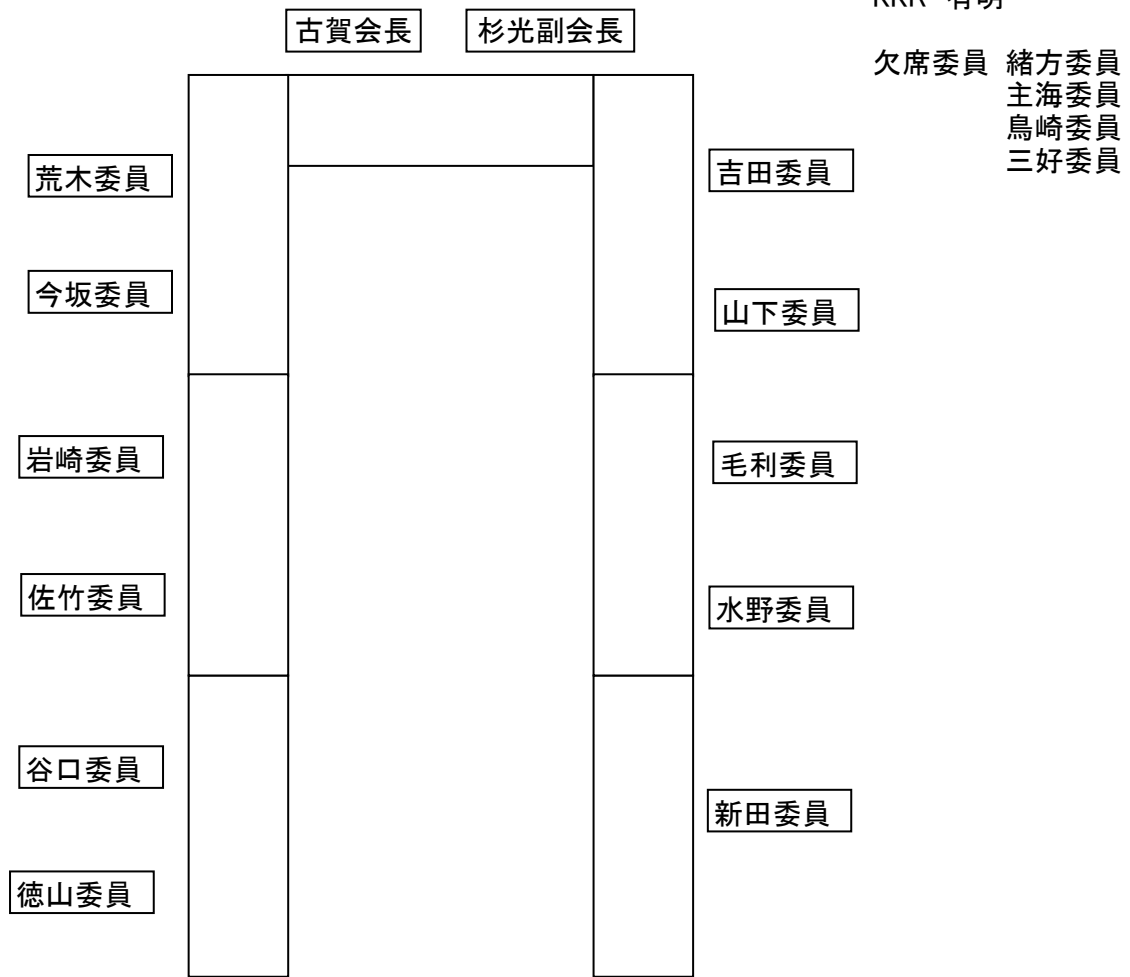 古賀会長 杉光副会長
欠席委員 緒方委員
主海委員
鳥崎委員
三好委員
荒木委員 吉田委員
今坂委員 山下委員
岩崎委員 毛利委員
佐竹委員 水野委員
谷口委員 新田委員
徳山委員